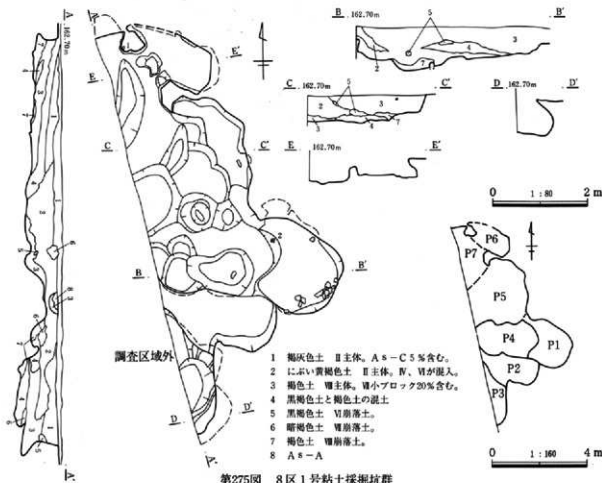 A 162.70m
E'
B 162.70m
5
B'
3
4
2
7
C 162.70m
5
C'
2
3
3
4
7
D 162.70m
D'
E 162.70m
E'
0 1 : 80 2m
E
C
C'
B
B'
D
D'
A'
1
2
P6
P7
P5
P4
P1
P2
P3
調査区域外
1 褐灰色土 Ⅱ主体。As-C 5%含む。
2 にぶい黄褐色土 Ⅱ主体。Ⅳ、Ⅵが混入。
3 褐色土 Ⅷ主体。Ⅷ小ブロック20%含む。
4 黒褐色土と褐色土の混土
5 黒褐色土 Ⅵ崩落土。
6 暗褐色土 Ⅶ崩落土。
7 褐色土 Ⅷ崩落土。
8 As-A
0 1 : 160 4m
第275図 8区1号粘土採掘坑群